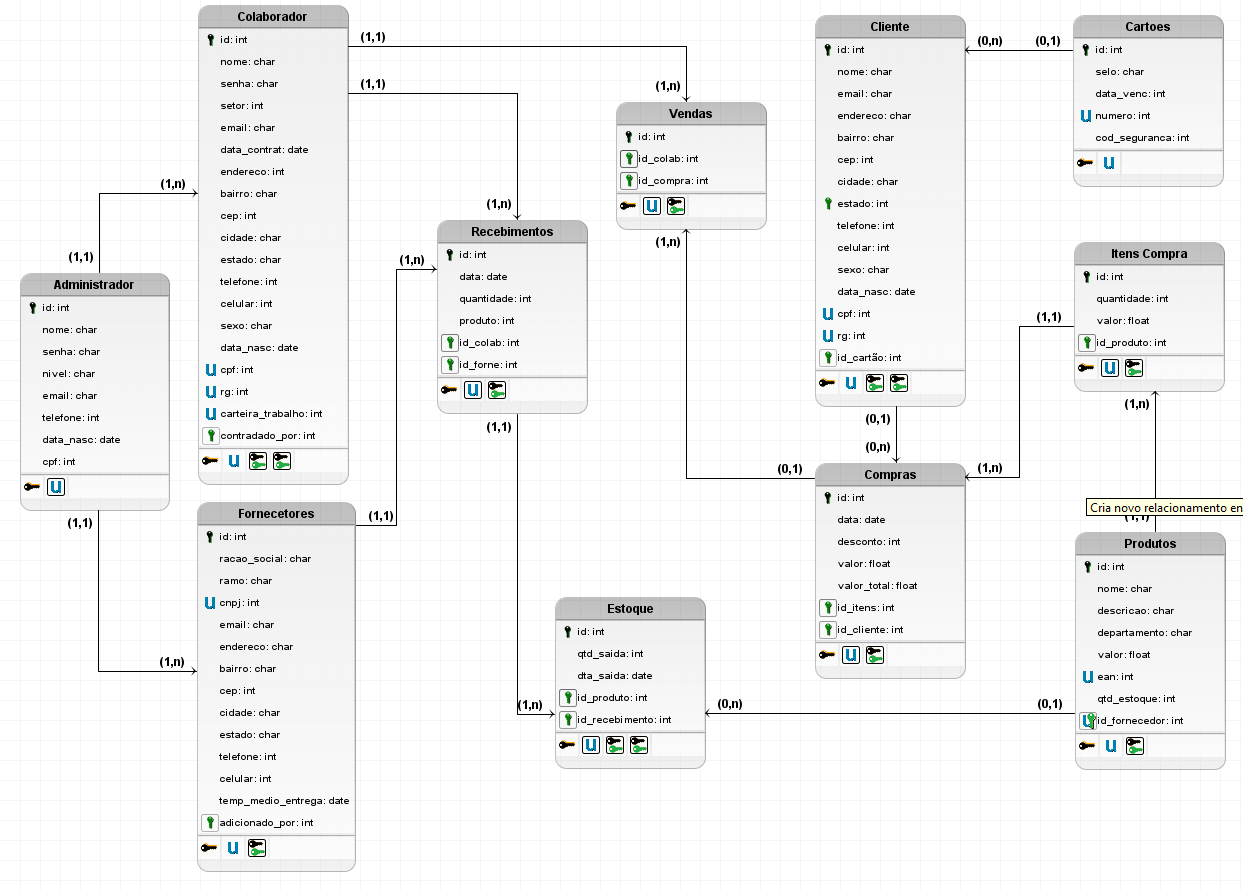 Colaborador
id: int
nome: char
senha: char
setor: int
email: char
data_contrat: date
endereco: int
bairro: char
cep: int
cidade: char
estado: char
telefone: int
celular: int
sexo: char
data_nasc: date
cpf: int
rg: int
carteira_trabalho: int
contradado_por: int
(1,1)
(1,1)
(1,n)
(1,n)
(1,n)
(1,1)
Administrador
id: int
nome: char
senha: char
nivel: char
email: char
telefone: int
data_nasc: date
cpf: int
(1,1)
(1,n)
Fornecetores
id: int
racao_social: char
ramo: char
cnpj: int
email: char
endereco: char
bairro: char
cep: int
cidade: char
estado: char
telefone: int
celular: int
temp_medio_entrega: date
adicionado_por: int
(1,1)
(1,n)
Recebimentos
id: int
data: date
quantidade: int
produto: int
id_colab: int
id_forne: int
(1,1)
(1,n)
Vendas
id: int
id_colab: int
id_compra: int
(1,n)
(0,1)
Estoque
id: int
qtd_saida: int
dta_saida: date
id_produto: int
id_recebimento: int
(0,n)
(0,1)
Cliente
id: int
nome: char
email: char
endereco: char
bairro: char
cep: int
cidade: char
estado: int
telefone: int
celular: int
sexo: char
data_nasc: date
cpf: int
rg: int
id_cartão: int
(0,n)
(0,1)
(0,1)
(0,n)
Compras
id: int
data: date
desconto: int
valor: float
valor_total: float
id_itens: int
id_cliente: int
(1,n)
(1,1)
Cartoes
id: int
selo: char
data_venc: int
numero: int
cod_seguranca: int
Itens Compra
id: int
quantidade: int
valor: float
id_produto: int
(1,n)
Cria novo relacionamento en
(1,1)
Produtos
id: int
nome: char
descricao: char
departamento: char
valor: float
ean: int
qtd_estoque: int
id_fornecedor: int